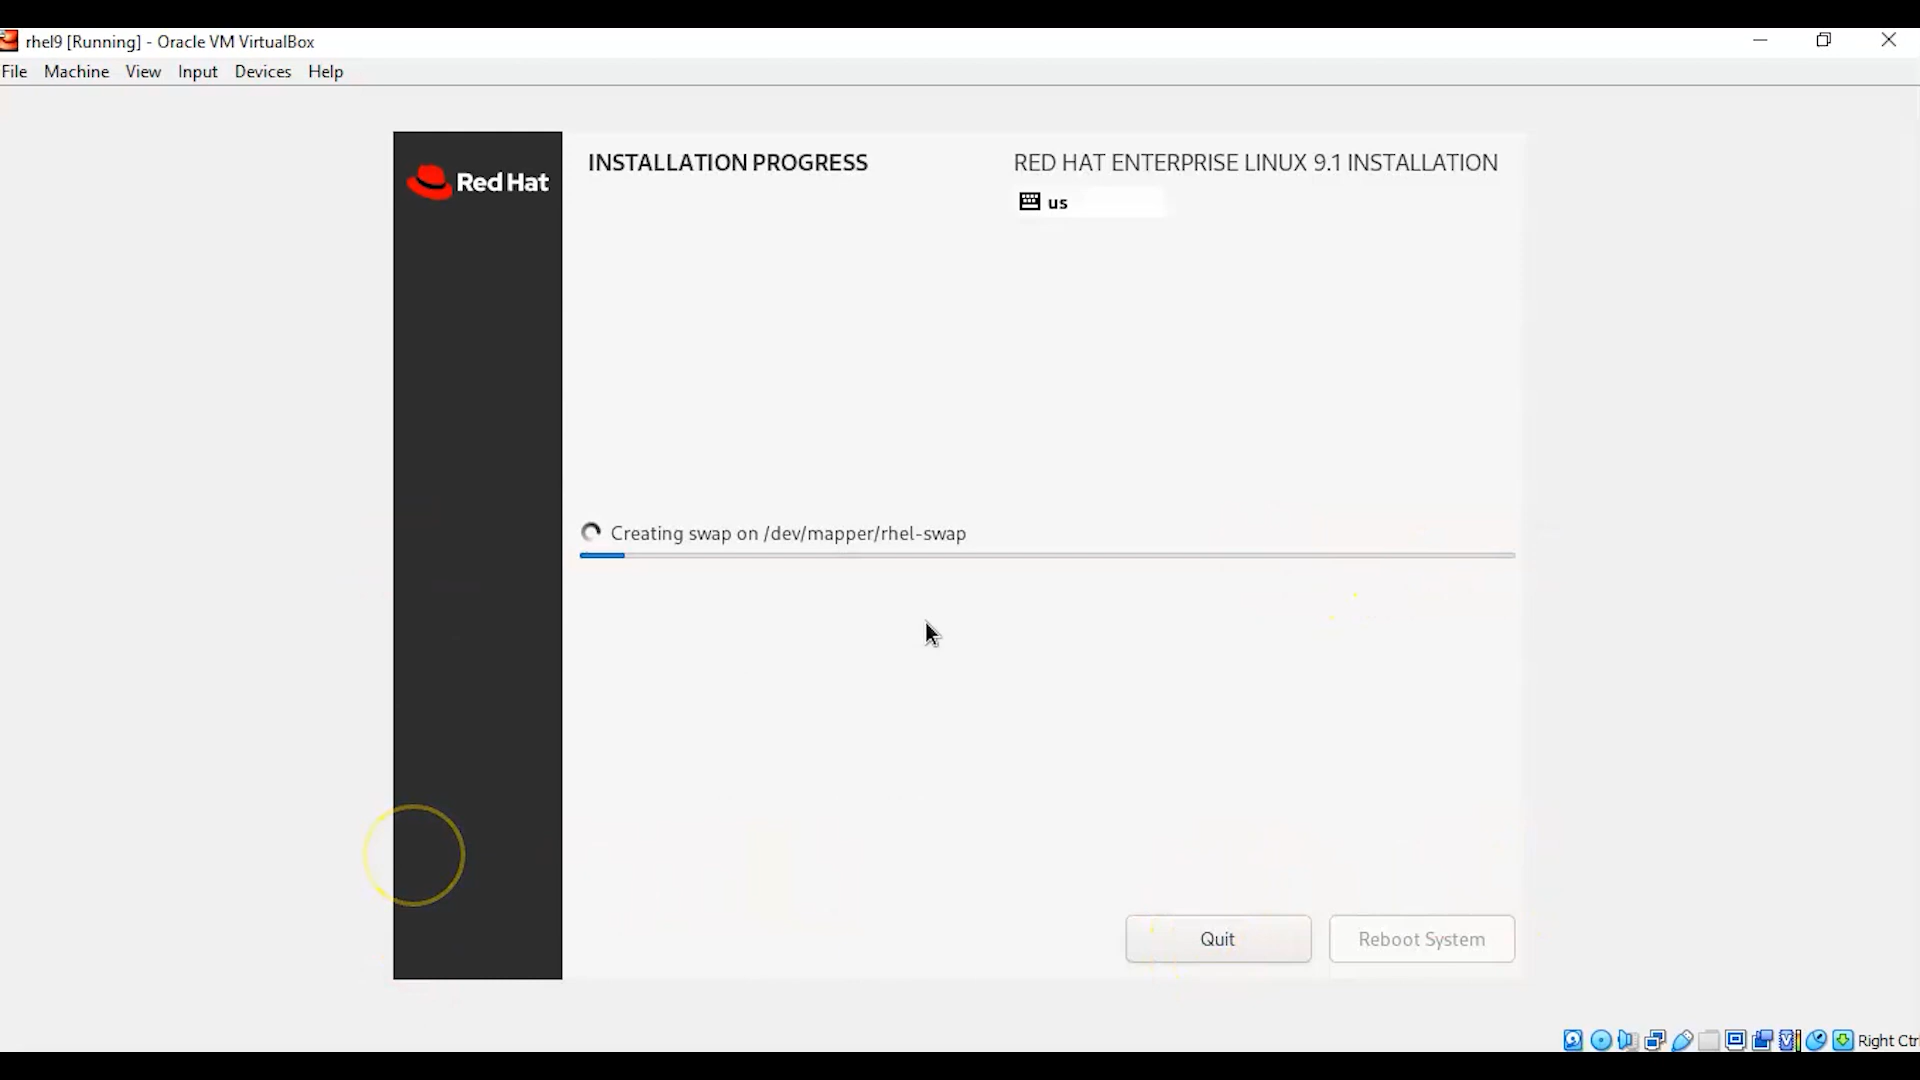 rhel9 [Running] - Oracle VM VirtualBox
File Machine View Input Devices Help
Red Hat
INSTALLATION PROGRESS
RED HAT ENTERPRISE LINUX 9.1 INSTALLATION
us
Creating swap on /dev/mapper/rhel-swap
Quit
Reboot System
Right Ctr